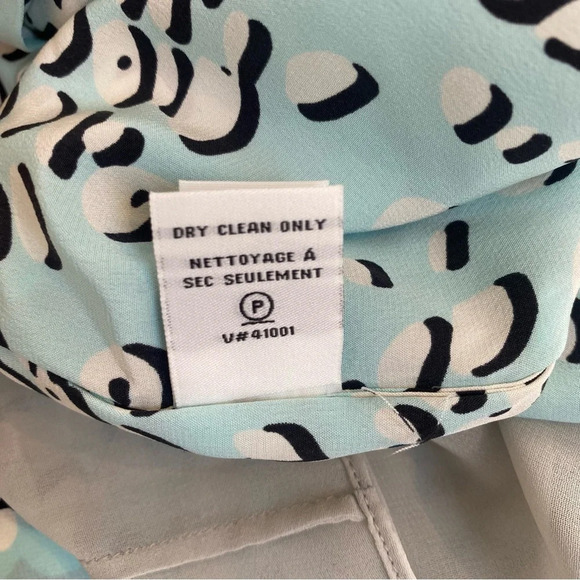 DRY CLEAN ONLY
NETTOYAGE Á
SEC SEULEMENT
P
V# 41001